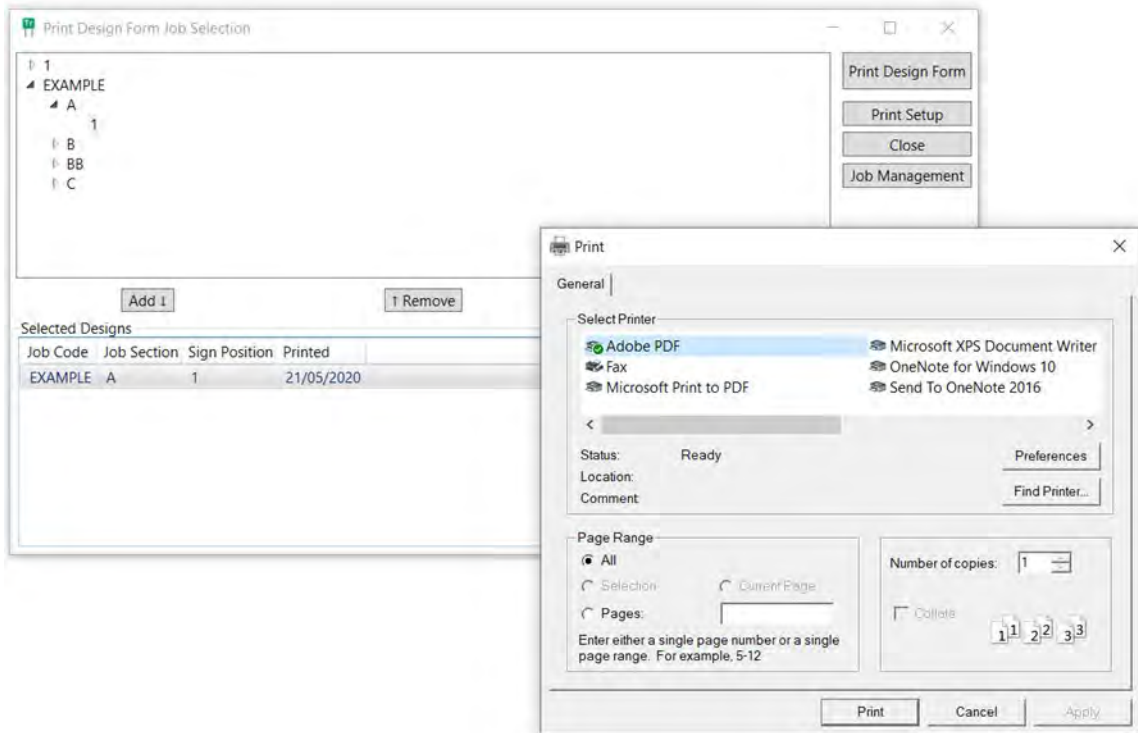 Tr Print Design Form Job Selection
1
EXAMPLE
A
1
B
BB
C
Print Design Form
Print Setup
Close
Job Management
Add ↓
↑ Remove
Selected Designs
Job Code Job Section Sign Position Printed
EXAMPLE A 1 21/05/2020
Print
General
Select Printer
Adobe PDF Microsoft XPS Document Writer
Fax OneNote for Windows 10
Microsoft Print to PDF Send To OneNote 2016
Status: Ready
Preferences
Location:
Comment
Find Printer...
Page Range
All
Selection Current Page
Pages:
Enter either a single page number or a single
page range. For example, 5-12
Number of copies: 1
Collate
1 1 2 2 3 3
Print Cancel Apply